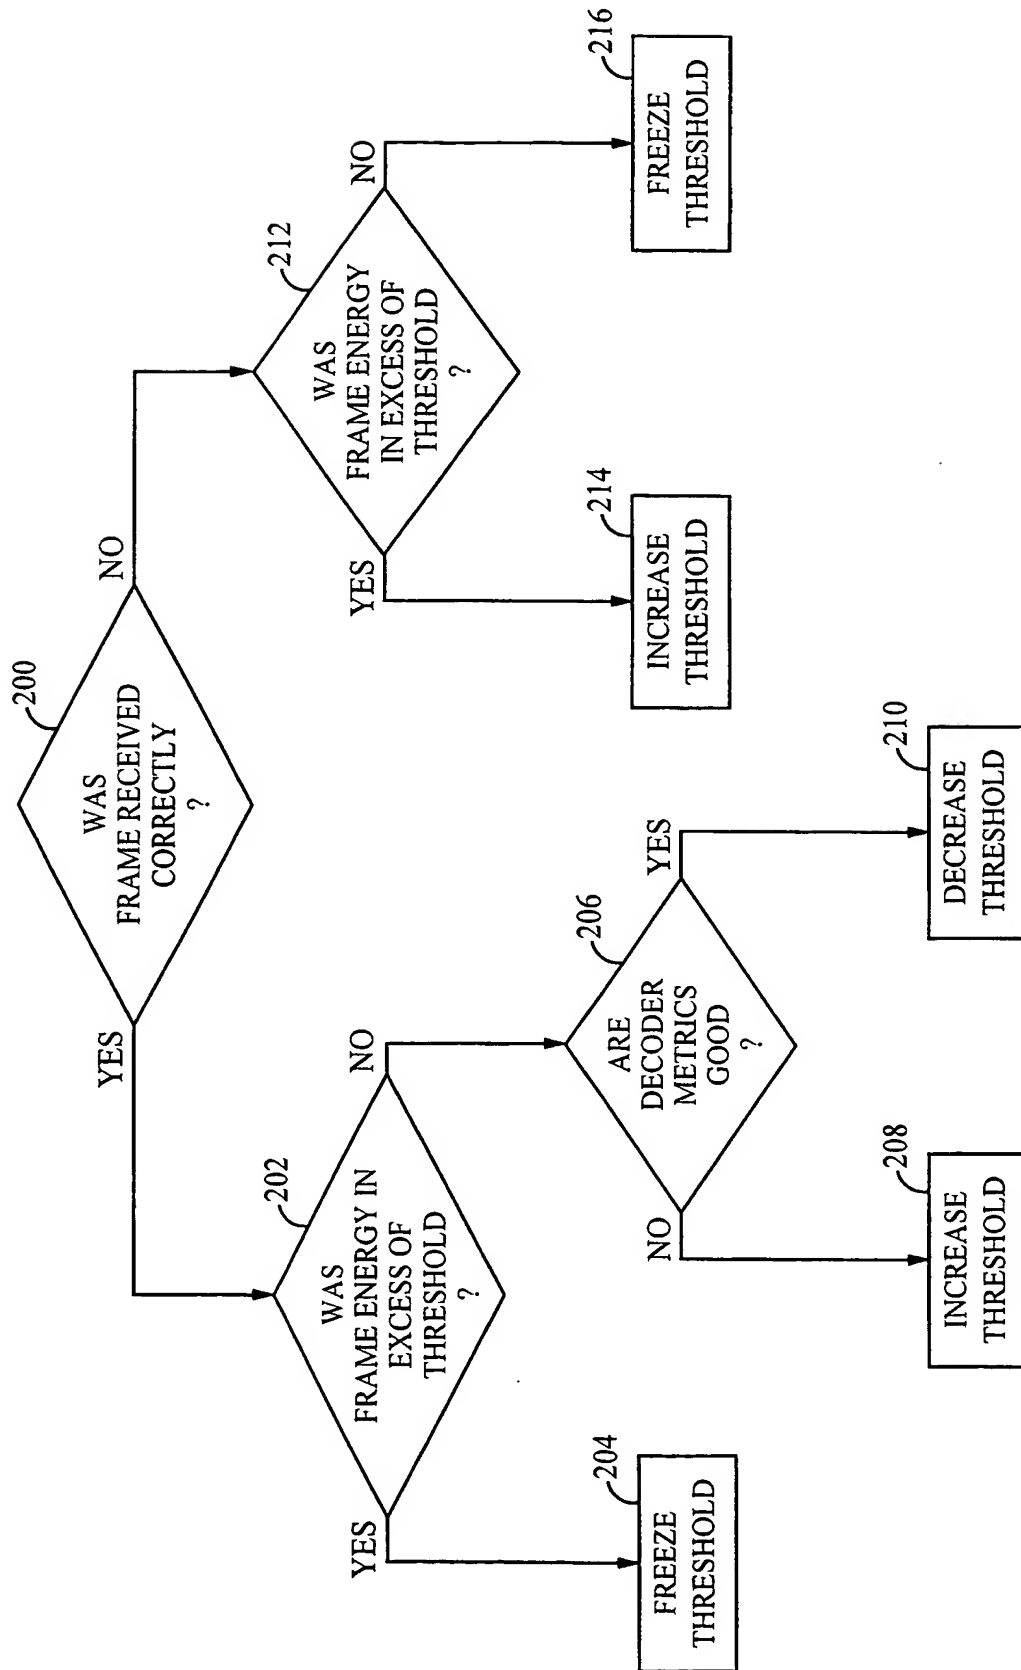 200
WAS
FRAME RECEIVED
CORRECTLY
?
YES
NO
202
WAS
FRAME ENERGY IN
EXCESS OF
THRESHOLD
?
YES
NO
212
WAS
FRAME ENERGY
IN EXCESS OF
THRESHOLD
?
YES
NO
204
FREEZE
THRESHOLD
206
ARE
DECODER
METRICS
GOOD
?
NO
YES
214
INCREASE
THRESHOLD
216
FREEZE
THRESHOLD
208
INCREASE
THRESHOLD
210
DECREASE
THRESHOLD